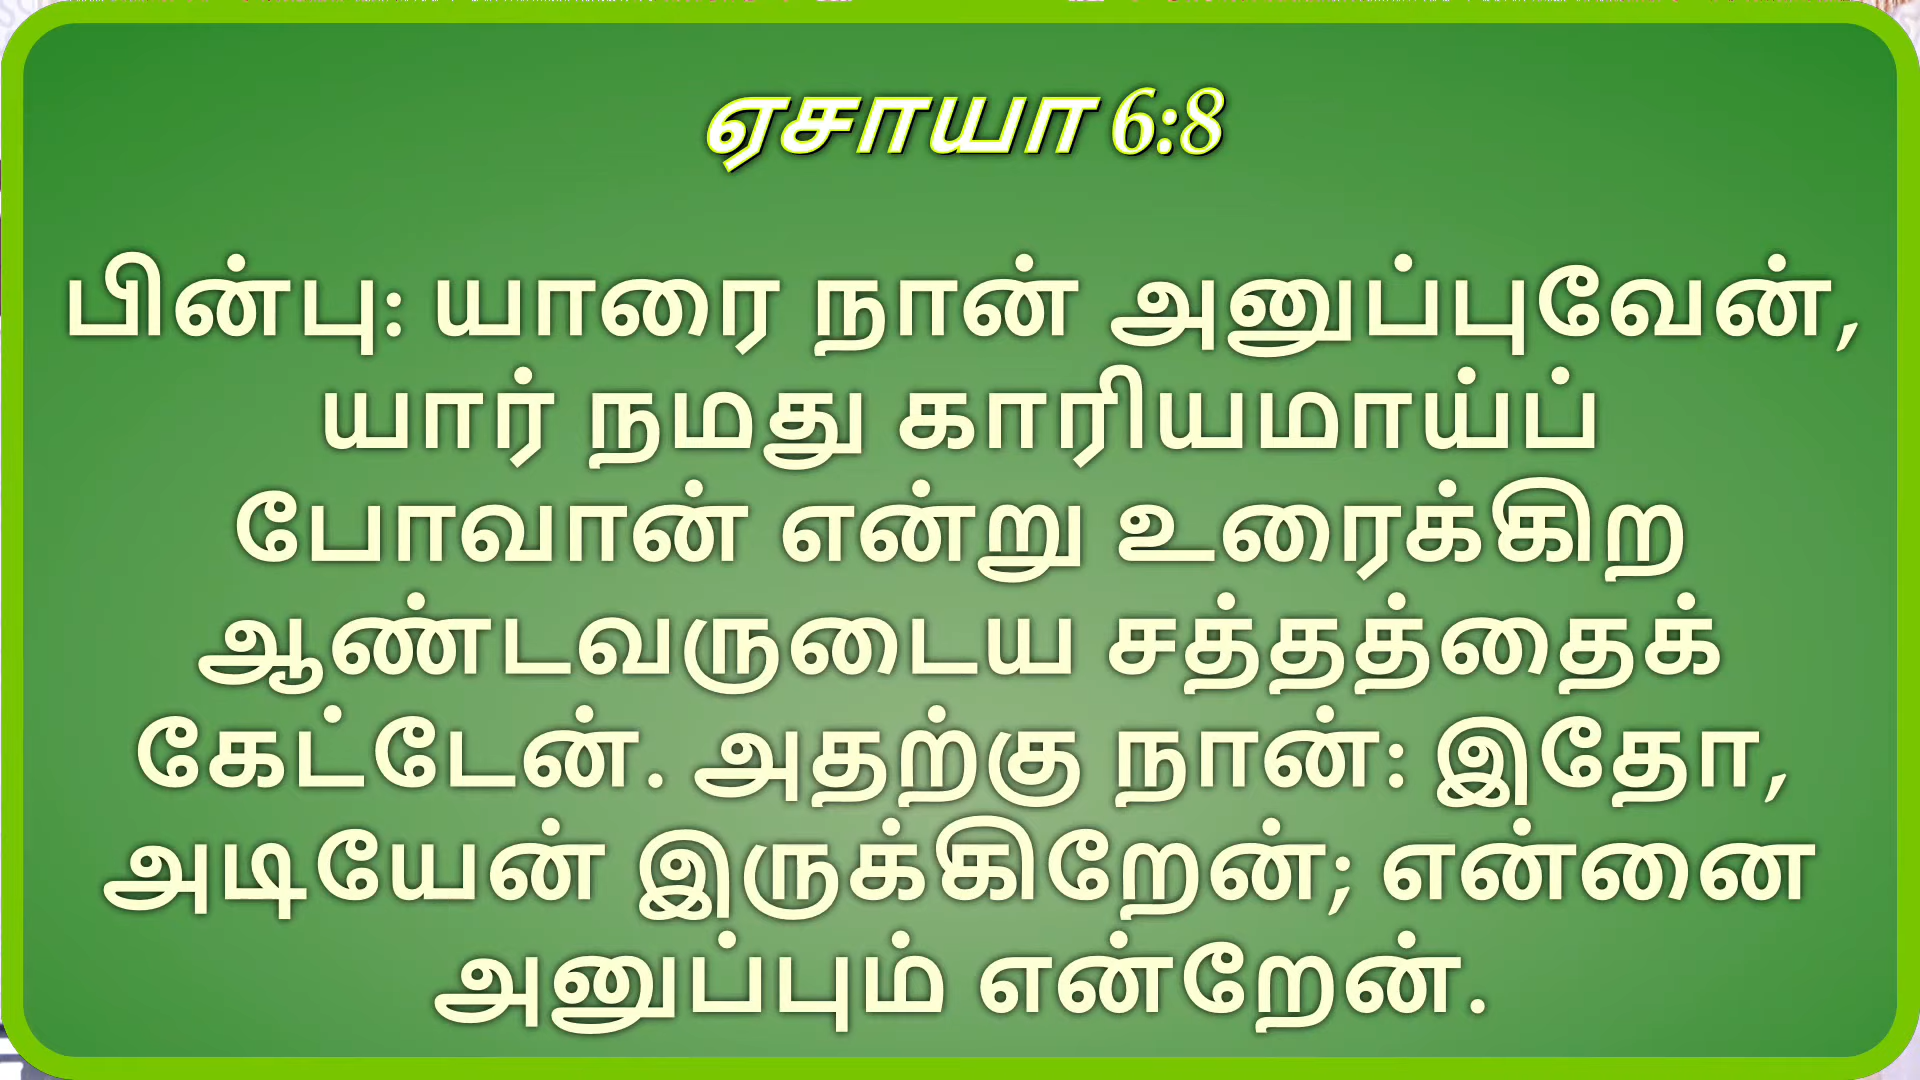 ஏசாயா 6:8
பின்பு: யாரை நான் அனுப்புவேன்,
யார் நமது காரியமாய்ப்
போவான் என்று உரைக்கிற
ஆண்டவருடைய சத்தத்தைக்
கேட்டேன். அதற்கு நான்: இதோ,
அடியேன் இருக்கிறேன்; என்னை
அனுப்பும் என்றேன்.